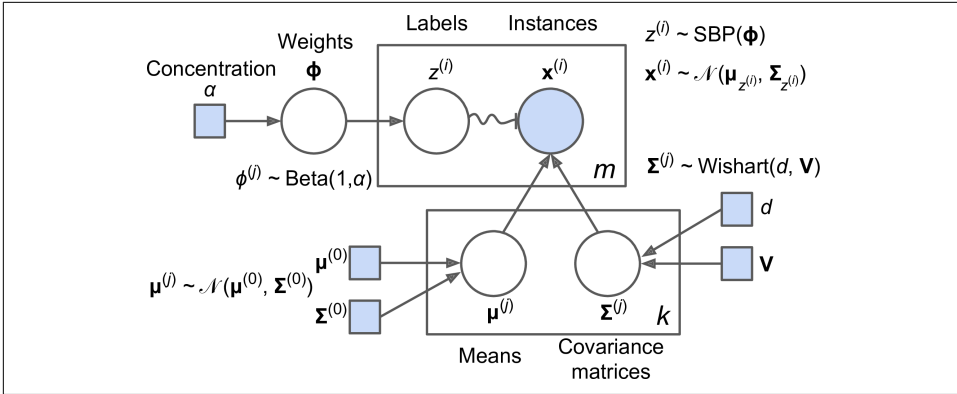 Labels Instances
z⁽ⁱ⁾ ~ SBP(ϕ)
Weights
ϕ
z⁽ⁱ⁾
x⁽ⁱ⁾
x⁽ⁱ⁾ ~ 𝒩(μ_z⁽ⁱ⁾, Σ_z⁽ⁱ⁾)
Concentration
α
m
ϕ⁽ʲ⁾ ~ Beta(1,α)
Σ⁽ʲ⁾ ~ Wishart(d, V)
d
μ⁽⁰⁾
V
μ⁽ʲ⁾ ~ 𝒩(μ⁽⁰⁾, Σ⁽⁰⁾)
Σ⁽⁰⁾
μ⁽ʲ⁾
Σ⁽ʲ⁾
k
Means
Covariance
matrices